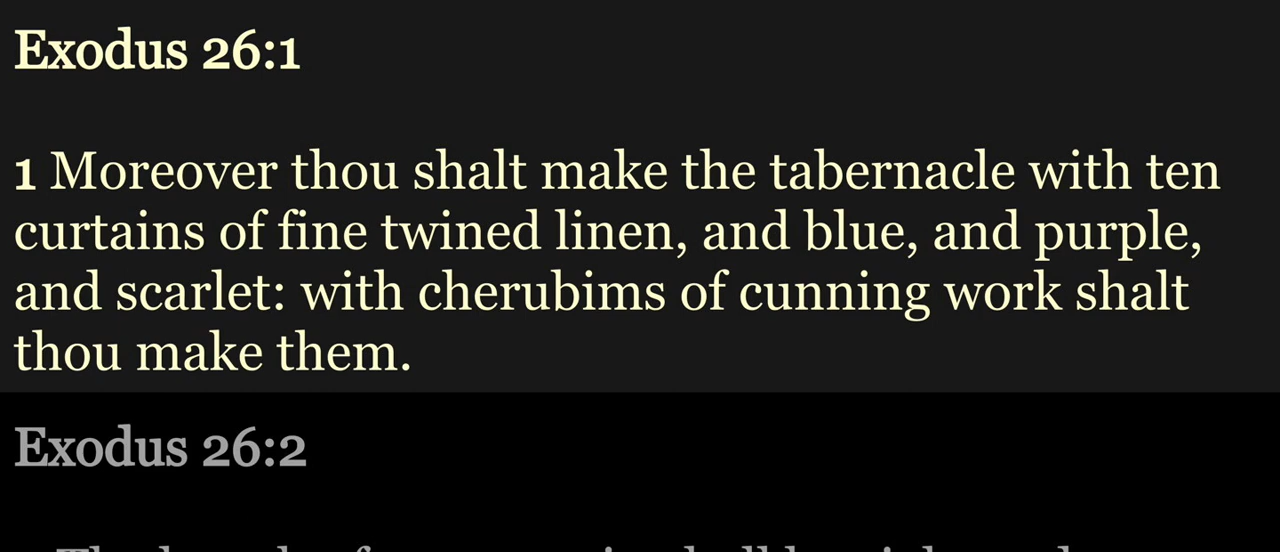 Exodus 26:1
1 Moreover thou shalt make the tabernacle with ten
curtains of fine twined linen, and blue, and purple,
and scarlet: with cherubims of cunning work shalt
thou make them.
Exodus 26:2